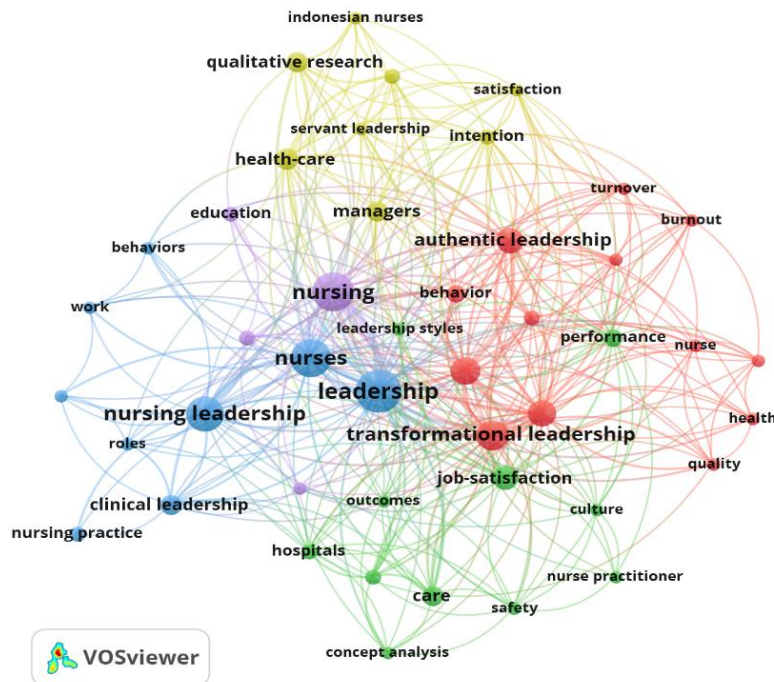 indonesian nurses
qualitative research
satisfaction
servant leadership
intention
health-care
turnover
education
managers
burnout
authentic leadership
behaviors
nursing
behavior
work
leadership styles
performance
nurses
nurse
leadership
nursing leadership
health
transformational leadership
roles
quality
job-satisfaction
clinical leadership
outcomes
culture
nursing practice
hospitals
nurse practitioner
care
safety
concept analysis
VOSviewer